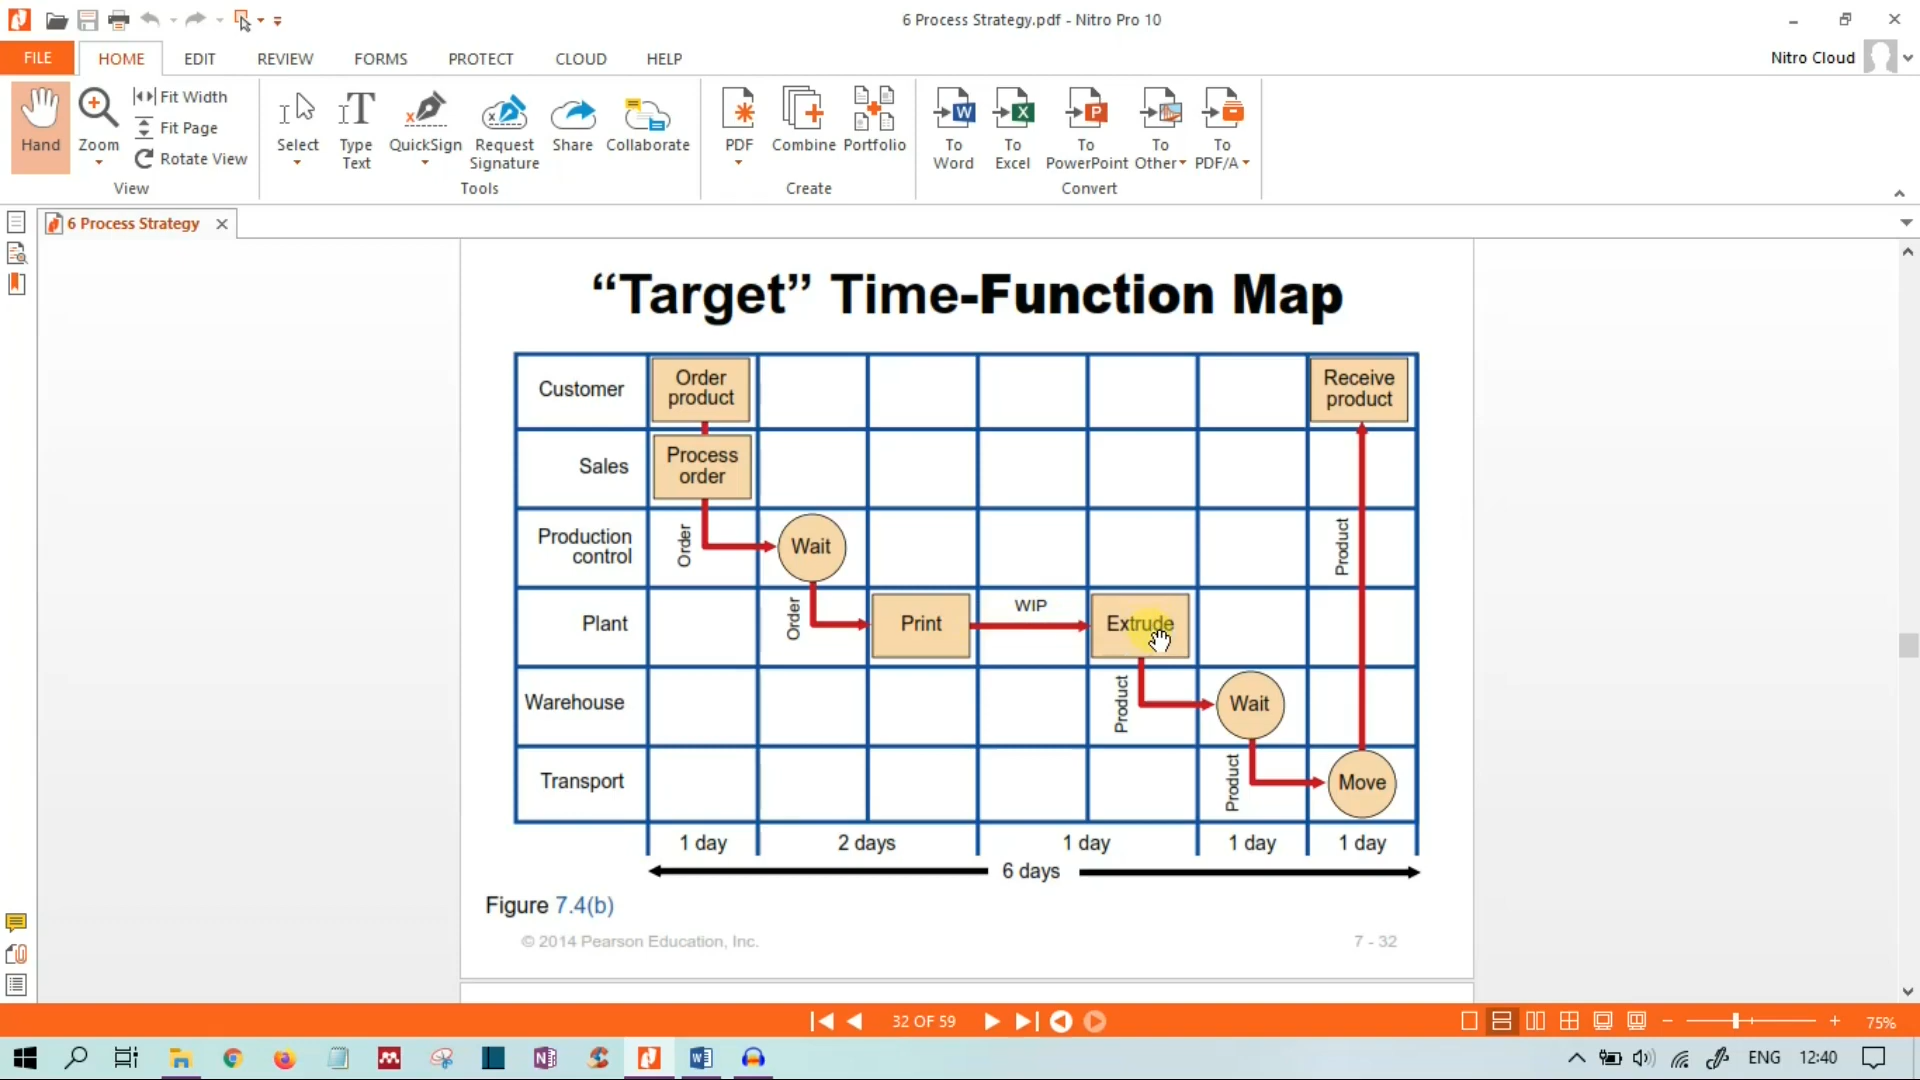 6 Process Strategy.pdf - Nitro Pro 10
FILE
HOME
EDIT
REVIEW
FORMS
PROTECT
CLOUD
HELP
Nitro Cloud
Hand
Zoom
Fit Width
Fit Page
Rotate View
View
Select
Type
Text
QuickSign
Request
Signature
Share
Collaborate
Tools
PDF
Combine
Portfolio
Create
To
Word
To
Excel
To
PowerPoint
To
Other
To
PDF/A
Convert
6 Process Strategy
“Target” Time-Function Map
Customer
Order
product
Receive
product
Sales
Process
order
Production
control
Order
Wait
Product
Plant
Order
Print
WIP
Extrude
Warehouse
Product
Wait
Transport
Product
Move
1 day
2 days
1 day
1 day
1 day
6 days
Figure 7.4(b)
© 2014 Pearson Education, Inc.
7 - 32
32 OF 59
75%
ENG
12:40